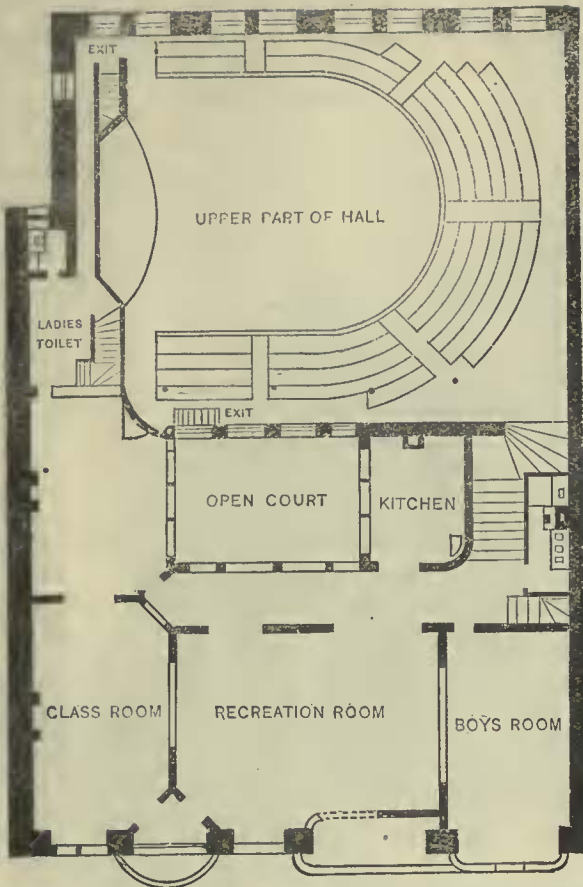 EXIT
UPPER PART OF HALL
LADIES
TOILET
EXIT
OPEN COURT
KITCHEN
CLASS ROOM
RECREATION ROOM
BOYS ROOM